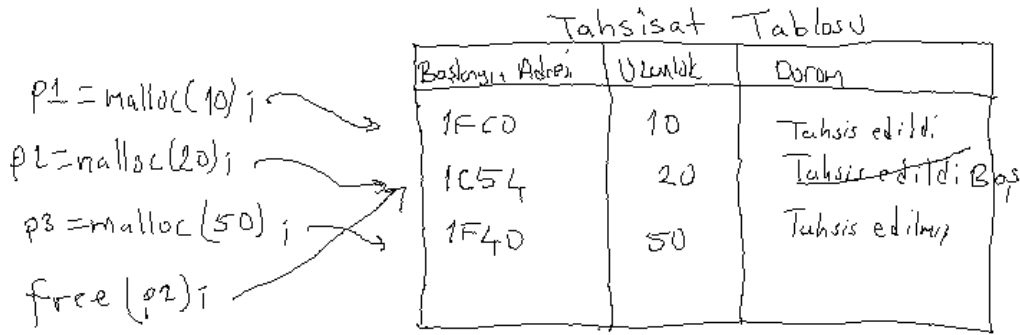 Tahsisat Tablosu
Başlangıç Adresi Uzunluk Durum
p1 = malloc(10);
1FC0 10 Tahsis edildi
p2 = malloc(20);
1C54 20 Tahsis edildi Boş
p3 = malloc(50);
1F40 50 Tahsis edilmiş
free(p2);